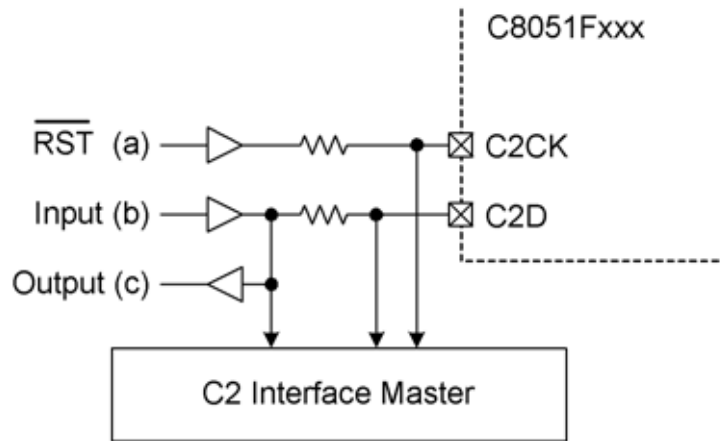 C8051Fxxx
RST (a)
C2CK
Input (b)
C2D
Output (c)
C2 Interface Master